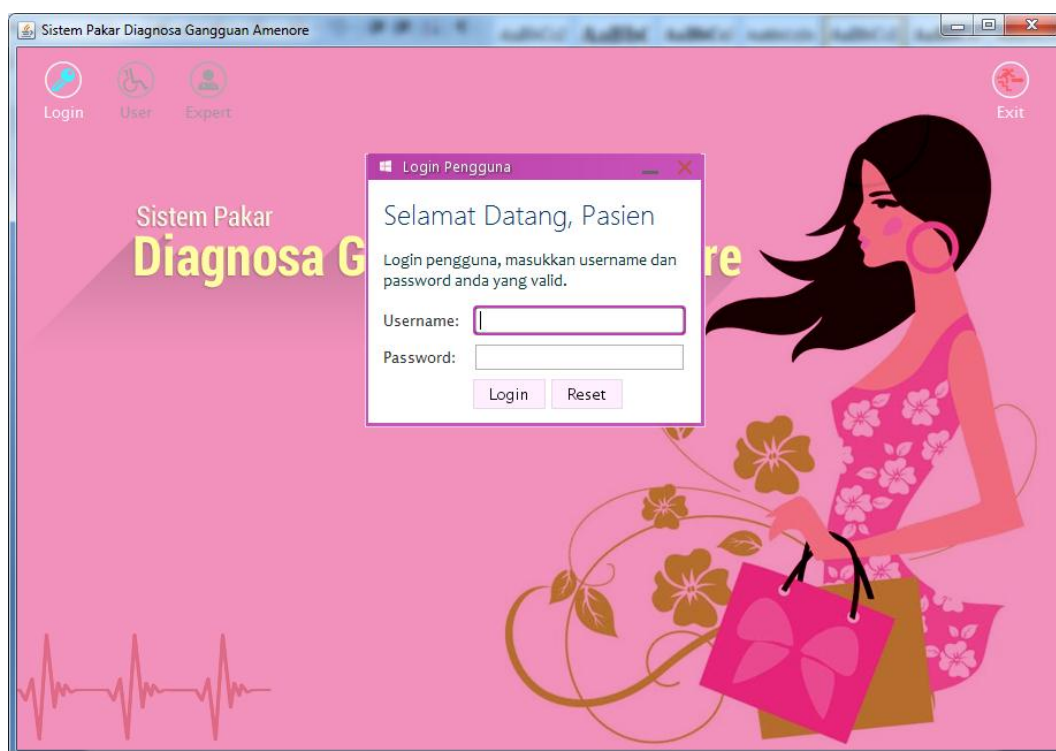 Sistem Pakar Diagnosa Gangguan Amenore
Login
User
Expert
Exit
Login Pengguna
Sistem Pakar
Diagnosa G
re
Selamat Datang, Pasien
Login pengguna, masukkan username dan
password anda yang valid.
Username:
Password:
Login
Reset